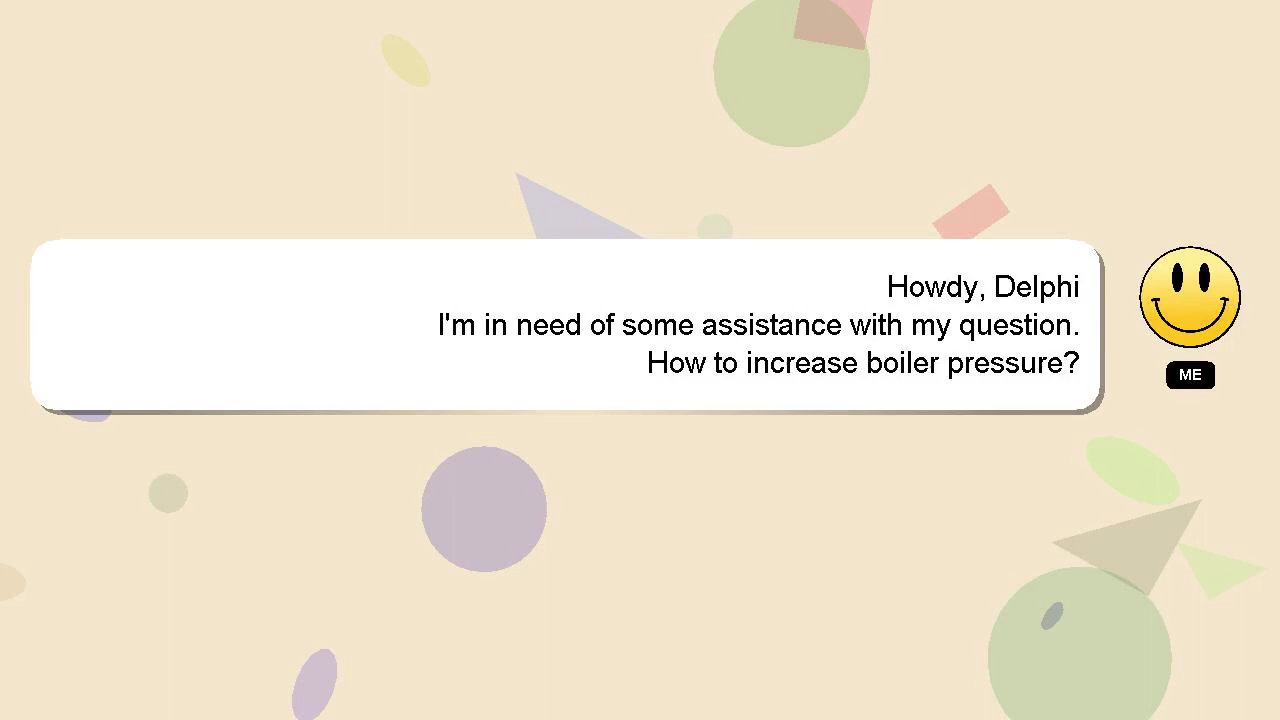 Howdy, Delphi
I'm in need of some assistance with my question.
How to increase boiler pressure?
ME